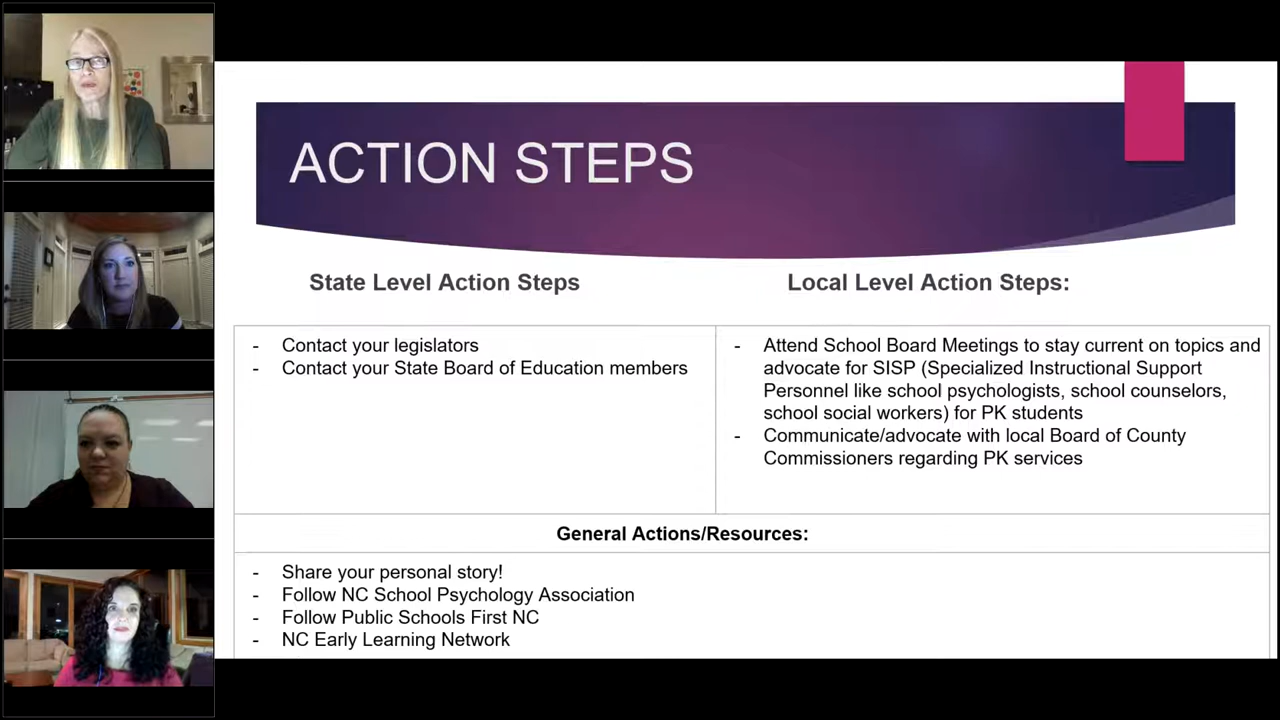 ACTION STEPS
State Level Action Steps
Local Level Action Steps:
- Contact your legislators
- Contact your State Board of Education members
- Attend School Board Meetings to stay current on topics and
advocate for SISP (Specialized Instructional Support
Personnel like school psychologists, school counselors,
school social workers) for PK students
- Communicate/advocate with local Board of County
Commissioners regarding PK services
General Actions/Resources:
- Share your personal story!
- Follow NC School Psychology Association
- Follow Public Schools First NC
- NC Early Learning Network